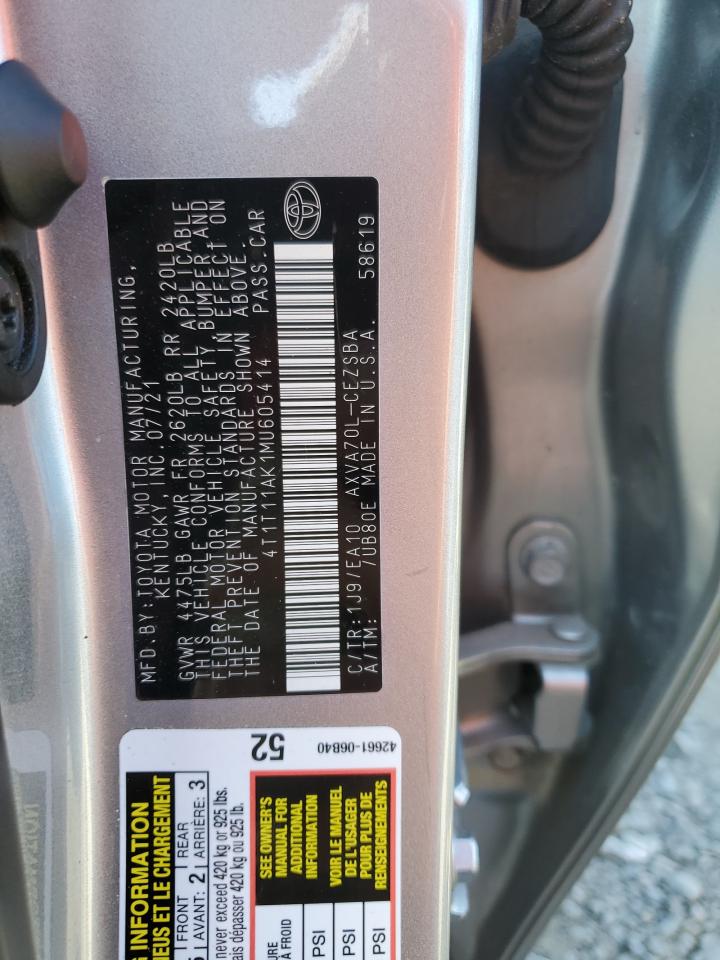 MFD.BY:TOYOTA MOTOR MANUFACTURING,
KENTUCKY, INC. 07/21
GVWR 4475LB GAWR FR 2620LB RR 2420LB
THIS VEHICLE CONFORMS TO ALL APPLICABLE
FEDERAL MOTOR VEHICLE SAFETY,BUMPER,AND
THEFT PREVENTION STANDARDS IN EFFECT ON
THE DATE OF MANUFACTURE SHOWN ABOVE.
4T1T11AK1MU605414 PASS.CAR
C/TR:1J9/EA10 AXVA70L-CEZSBA 58619
A/TM: /UB80E MADE IN U.S.A.
INFORMATION
NEUS ET LE CHARGEMENT
FRONT REAR
AVANT: 2 ARRIÈRE: 3
never exceed 420 kg or 925 lbs.
ais dépasser 420 kg ou 925 lb.
52
42661-06B40
SEE OWNER'S
MANUAL FOR
ADDITIONAL
INFORMATION
VOIR LE MANUEL
DE L'USAGER
POUR PLUS DE
RENSEIGNEMENTS
À FROID
PSI
PSI
PSI